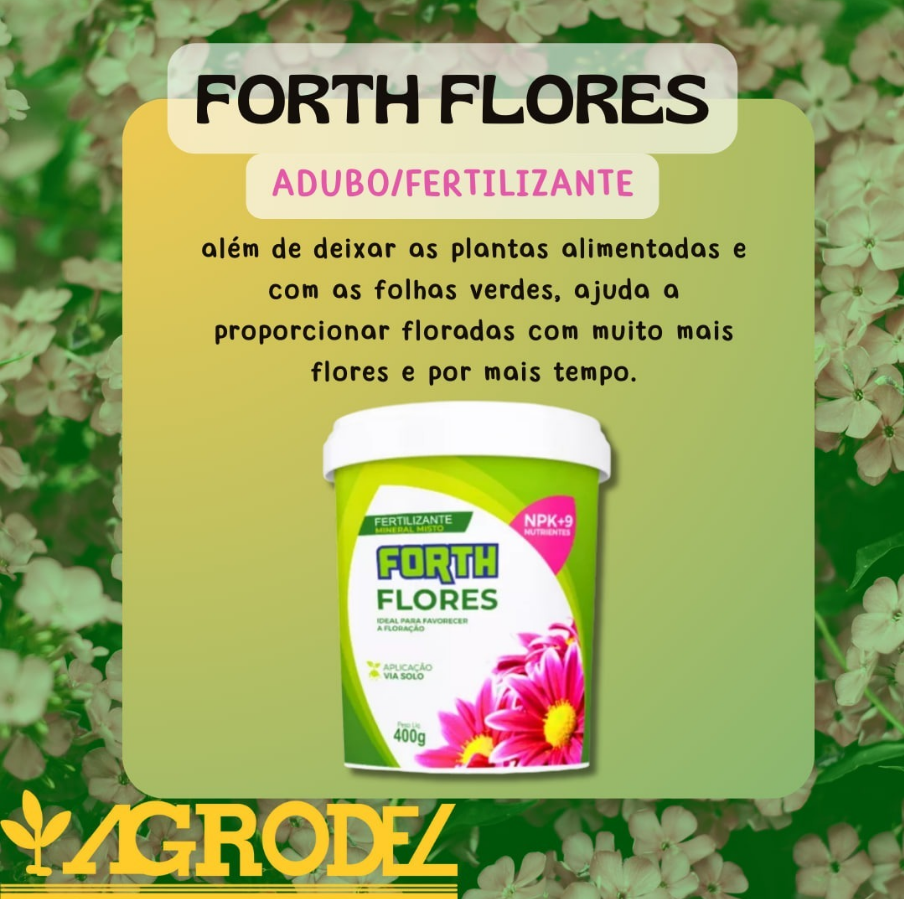 FORTH FLORES
ADUBO/FERTILIZANTE
além de deixar as plantas alimentadas e
com as folhas verdes, ajuda a
proporcionar floradas com muito mais
flores e por mais tempo.
FERTILIZANTE
MINERAL MISTO
NPK+9
NUTRIENTES
FORTH
FLORES
IDEAL PARA FAVORECER
A FLORAÇÃO
APLICAÇÃO
VIA SOLO
Peso Líq.
400g
AGRODEL